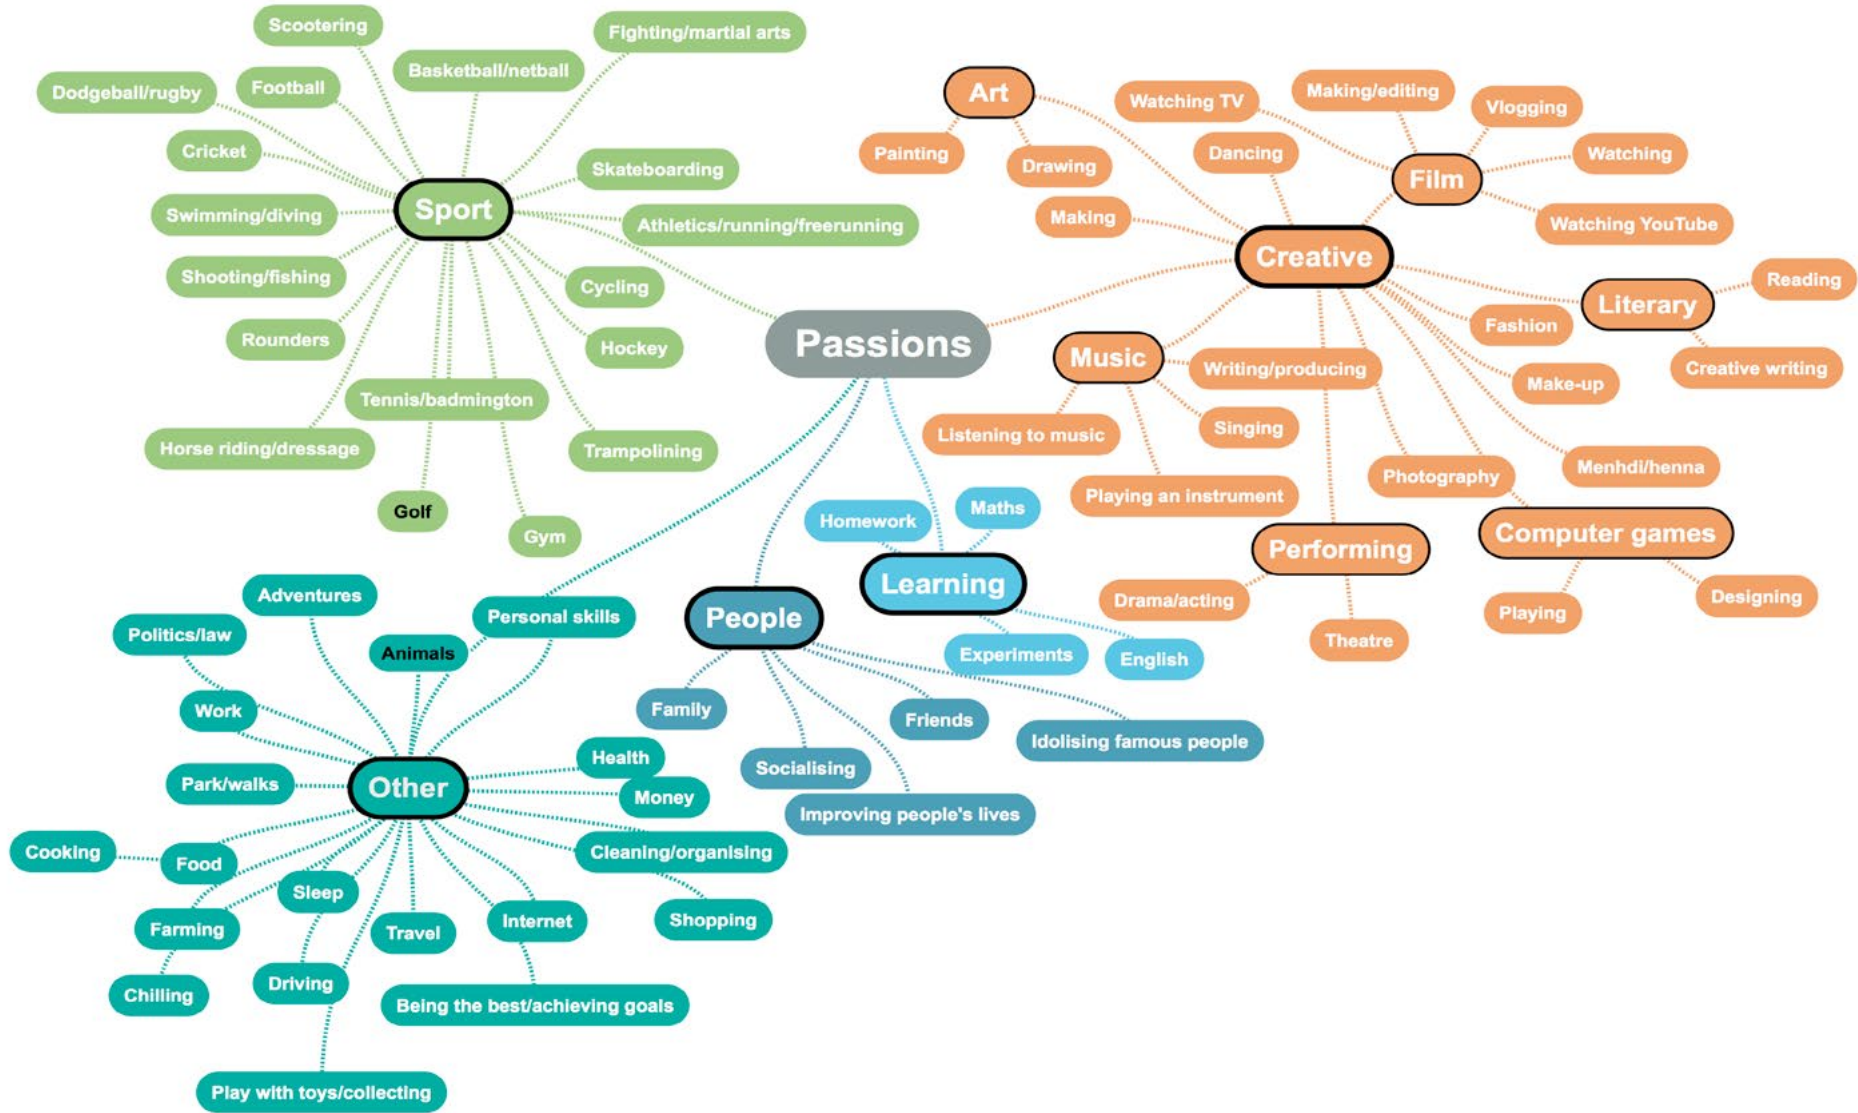 Scootering
Fighting/martial arts
Basketball/netball
Football
Dodgeball/rugby
Cricket
Skateboarding
Sport
Swimming/diving
Athletics/running/freerunning
Shooting/fishing
Cycling
Rounders
Hockey
Tennis/badmington
Horse riding/dressage
Trampolining
Golf
Gym
Passions
Art
Painting
Drawing
Watching TV
Making/editing
Vlogging
Dancing
Watching
Film
Making
Watching YouTube
Creative
Reading
Literary
Fashion
Creative writing
Make-up
Music
Writing/producing
Listening to music
Singing
Playing an instrument
Photography
Menhdi/henna
Computer games
Performing
Drama/acting
Theatre
Playing
Designing
Homework
Maths
Learning
Experiments
English
People
Family
Friends
Idolising famous people
Socialising
Improving people's lives
Adventures
Personal skills
Politics/law
Animals
Work
Health
Park/walks
Other
Money
Cooking
Food
Cleaning/organising
Sleep
Farming
Travel
Internet
Shopping
Chilling
Driving
Being the best/achieving goals
Play with toys/collecting